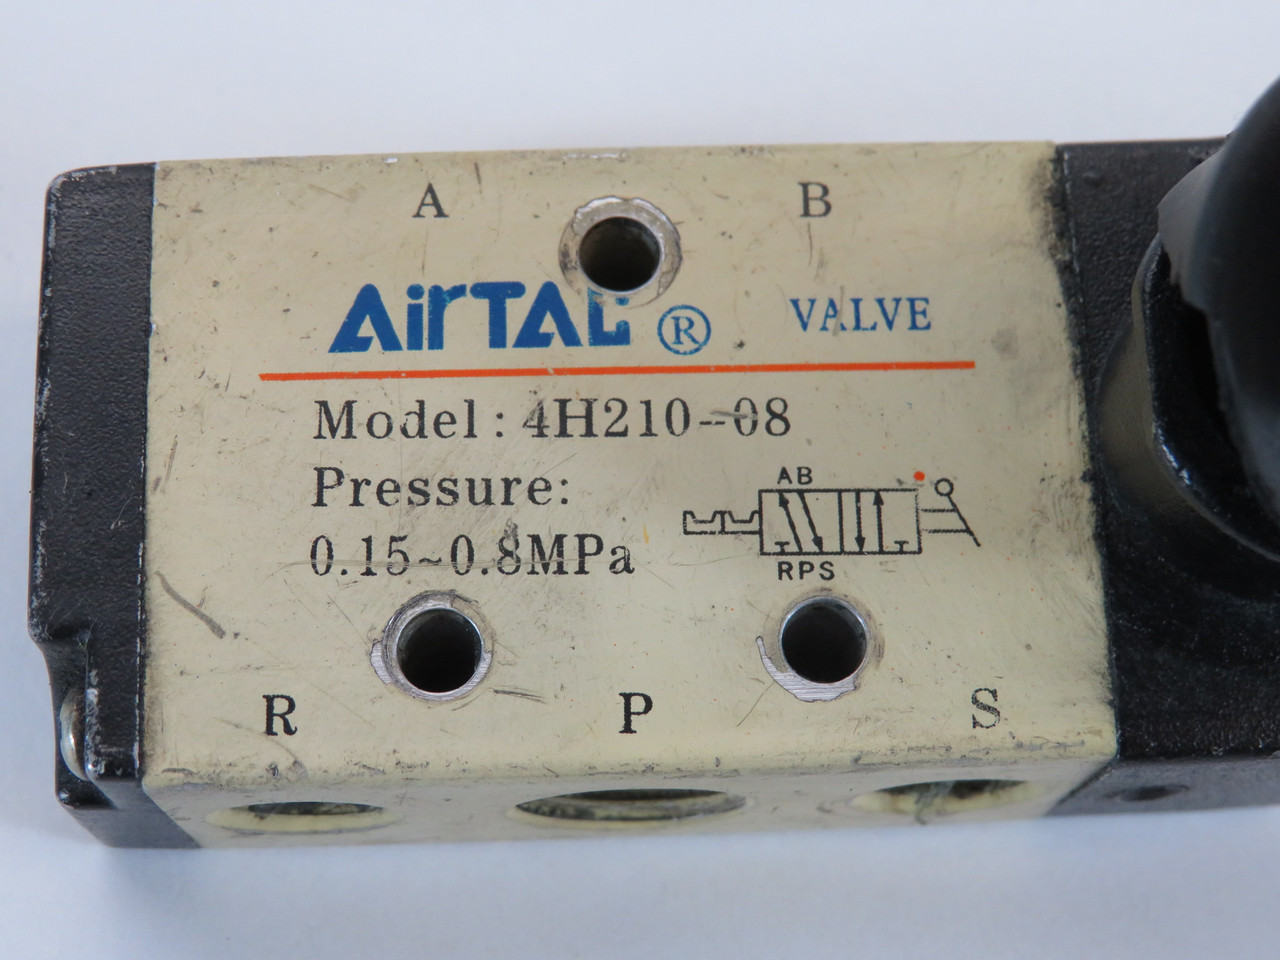 A B
AirTAC ® VALVE
Model: 4H210-08
Pressure:
0.15~0.8MPa
AB
RPS
R P S